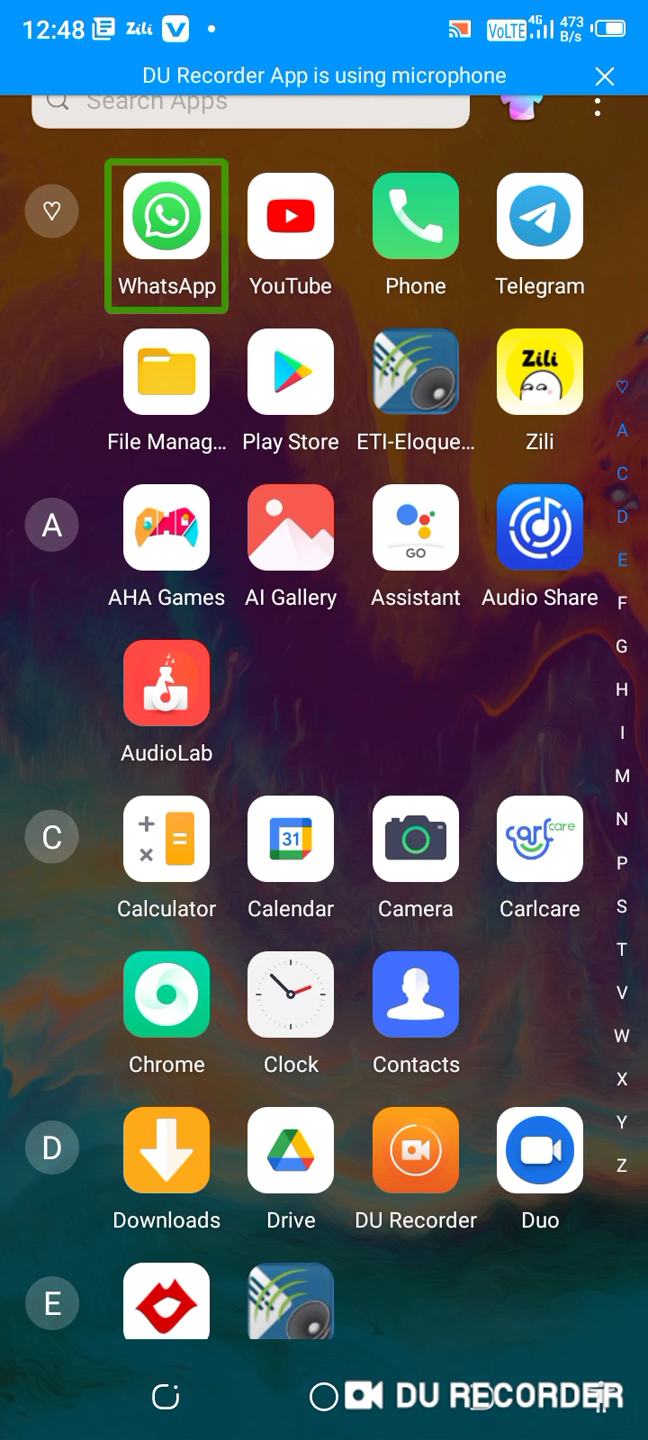 12:48 Zili VoLTE 4G 473 B/s
DU Recorder App is using microphone
Search Apps
WhatsApp YouTube Phone Telegram
Zili
File Manag... Play Store ETI-Eloque... Zili
A
GO
AHA Games AI Gallery Assistant Audio Share
AudioLab
C
31
carlcare
Calculator Calendar Camera Carlcare
Chrome Clock Contacts
D
Downloads Drive DU Recorder Duo
E
A
C
D
E
F
G
H
I
M
N
P
S
T
V
W
X
Y
Z
DU RECORDER